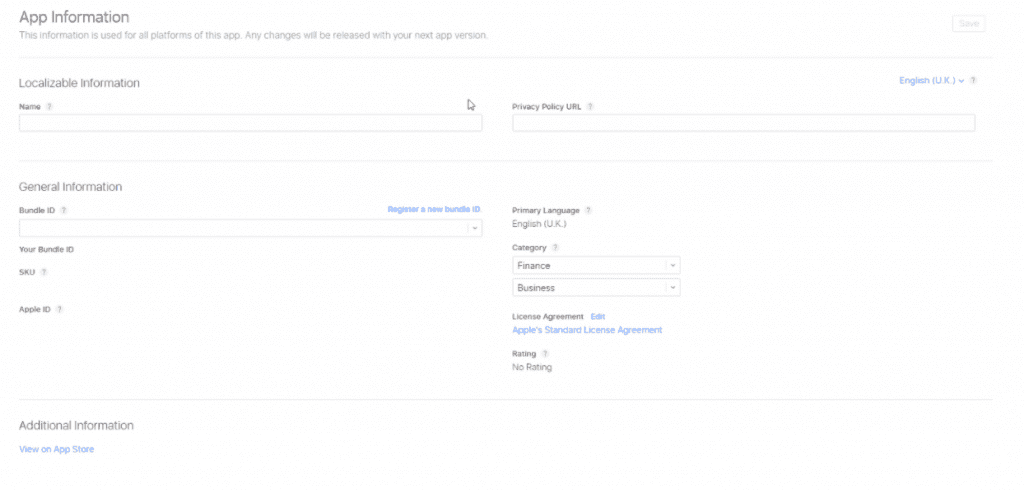 App Information
Save
This information is used for all platforms of this app. Any changes will be released with your next app version.
Localizable Information
English (U.K.) ?
Name ?
Privacy Policy URL ?
General Information
Bundle ID ?
Register a new bundle ID.
Your Bundle ID
SKU ?
Apple ID ?
Primary Language ?
English (U.K.)
Category ?
Finance
Business
License Agreement Edit
Apple's Standard License Agreement
Rating ?
No Rating
Additional Information
View on App Store